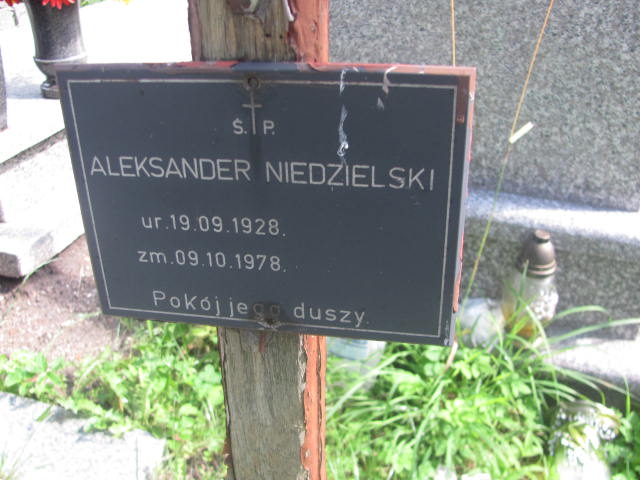 Ś. P.
ALEKSANDER NIEDZIELSKI
ur. 19.09.1928.
zm. 09.10.1978.
Pokój jego duszy.